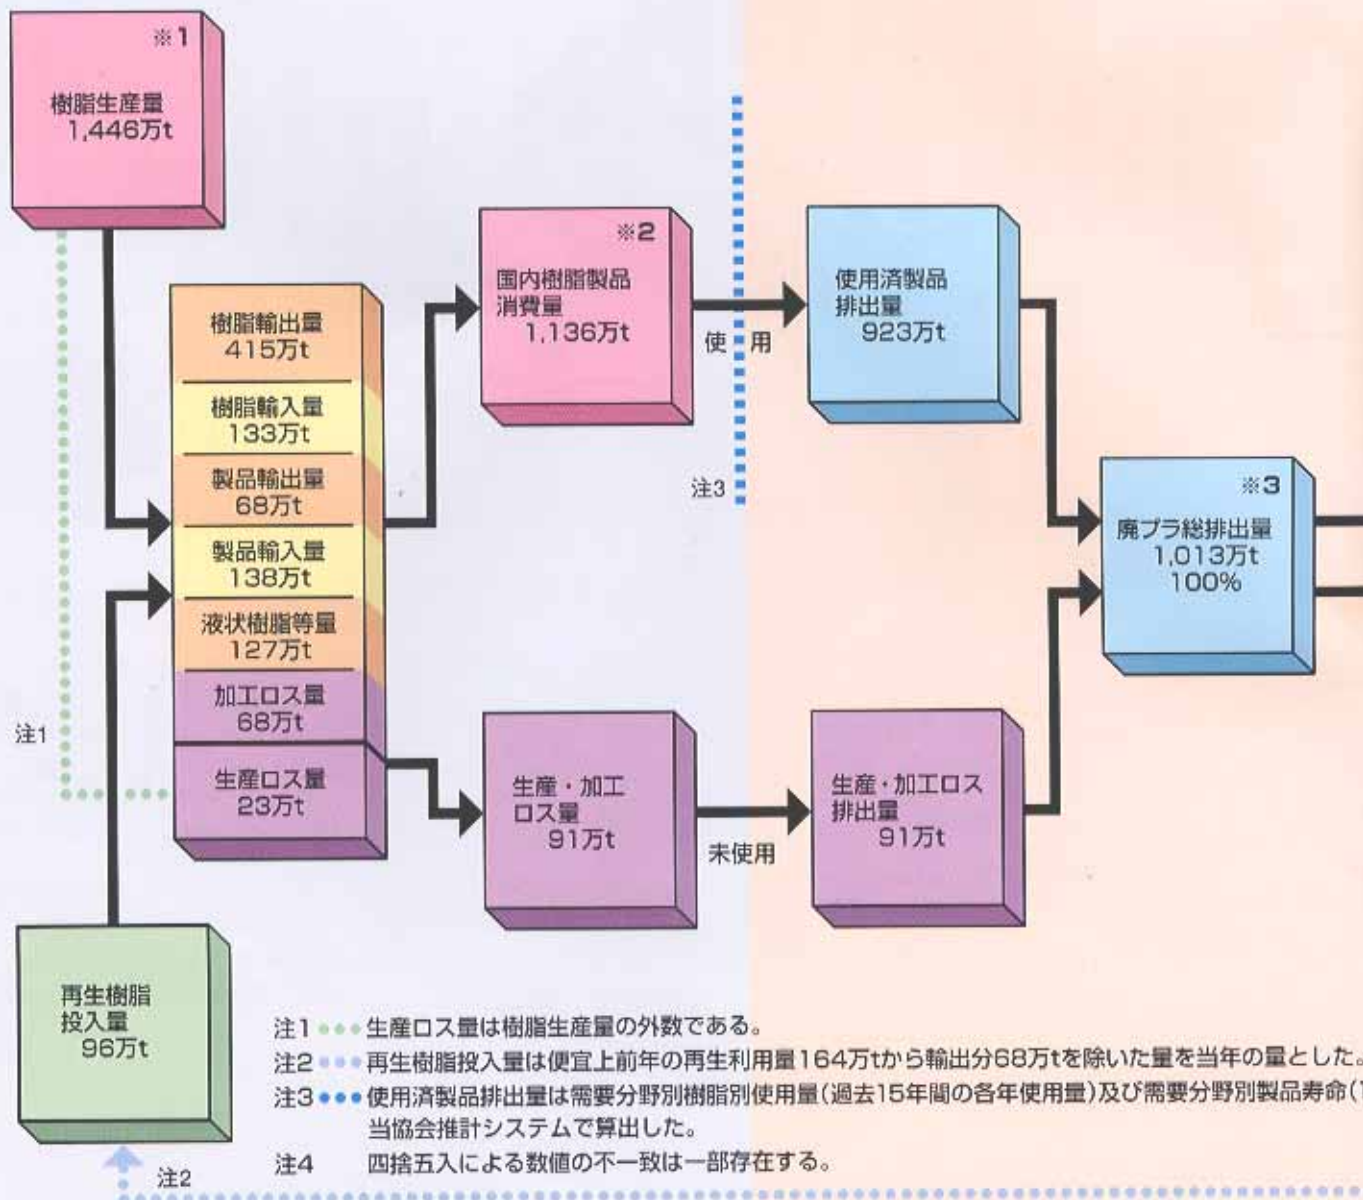 ※1
樹脂生産量
1,446万t
樹脂輸出量
415万t
樹脂輸入量
133万t
製品輸出量
68万t
製品輸入量
138万t
液状樹脂等量
127万t
加工ロス量
68万t
生産ロス量
23万t
注1
再生樹脂
投入量
96万t
注2
※2
国内樹脂製品
消費量
1,136万t
使用
注3
使用済製品
排出量
923万t
生産・加工
ロス量
91万t
未使用
生産・加工ロス
排出量
91万t
※3
廃プラ総排出量
1,013万t
100%
注1 生産ロス量は樹脂生産量の外数である。
注2 再生樹脂投入量は便宜上前年の再生利用量164万tから輸出分68万tを除いた量を当年の量とした。
注3 使用済製品排出量は需要分野別樹脂別使用量(過去15年間の各年使用量)及び需要分野別製品寿命(
当協会推計システムで算出した。
注4 四捨五入による数値の不一致は一部存在する。